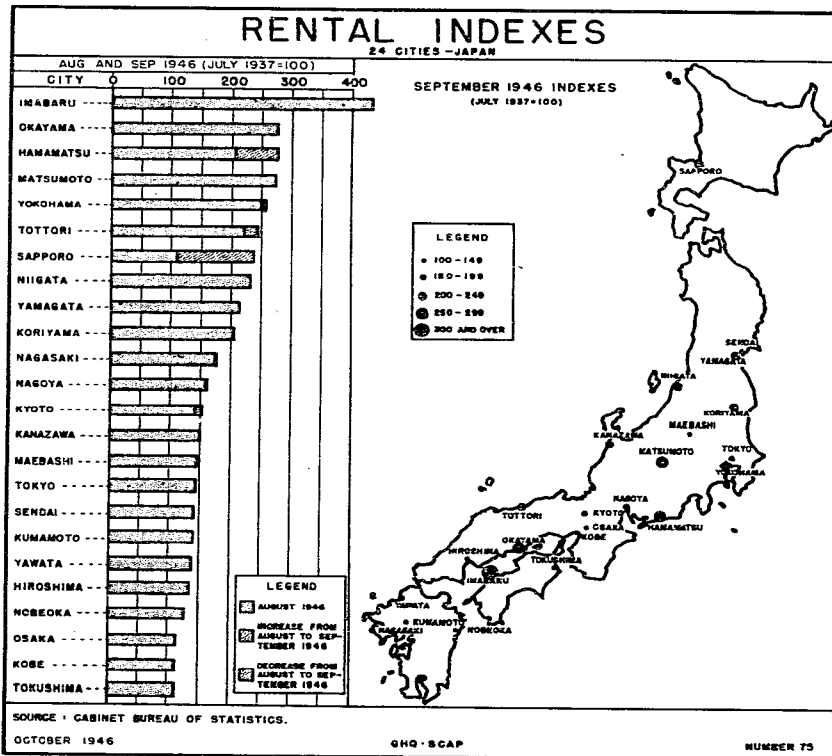 RENTAL INDEXES
24 CITIES - JAPAN
AUG AND SEP 1946 (JULY 1937=100)
CITY 0 100 200 300 400
IMABARU
OKAYAMA
HAMAMATSU
MATSUMOTO
YOKOHAMA
TOTTORI
SAPPORO
NIIGATA
YAMAGATA
KORIYAMA
NAGASAKI
NAGOYA
KYOTO
KANAZAWA
MAEBASHI
TOKYO
SENDAI
KUMAMOTO
YAWATA
HIROSHIMA
NOBEOKA
OSAKA
KOBE
TOKUSHIMA
LEGEND
AUGUST 1946
INCREASE FROM
AUGUST TO SEP-
TEMBER 1946
DECREASE FROM
AUGUST TO SEP-
TEMBER 1946
SEPTEMBER 1946 INDEXES
(JULY 1937=100)
LEGEND
100 - 149
150 - 199
200 - 249
250 - 299
300 AND OVER
SAPPORO
SENDAI
YAMAGATA
NIIGATA
KORIYAMA
MAEBASHI
KANAZAWA
MATSUMOTO
TOKYO
YOKOHAMA
NAGOYA
TOTTORI
KYOTO
HAMAMATSU
OSAKA
KOBE
OKAYAMA
HIROSHIMA
TOKUSHIMA
YAWATA
KUMAMOTO
NAGASAKI
NOBEOKA
SOURCE : CABINET BUREAU OF STATISTICS.
OCTOBER 1946
GHQ - SCAP
NUMBER 75